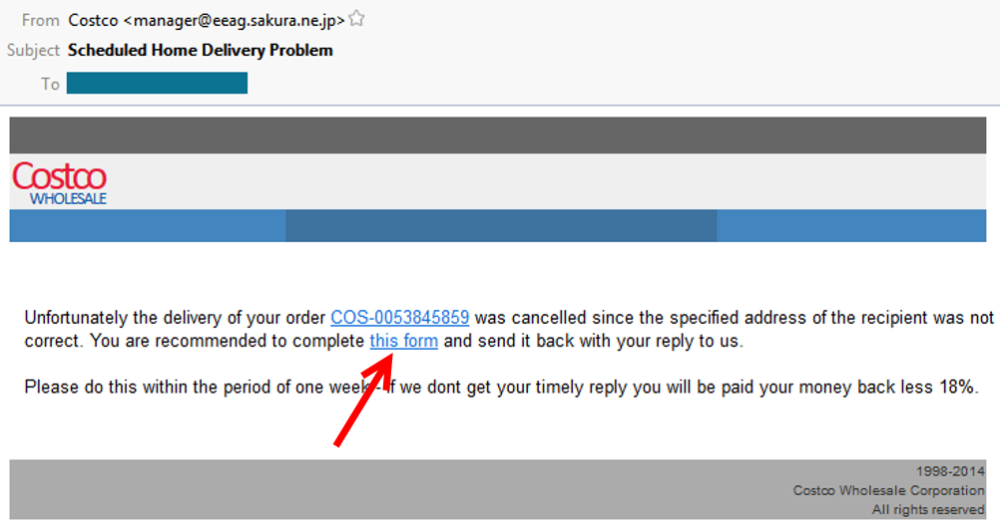 From Costco <manager@eeag.sakura.ne.jp>
Subject Scheduled Home Delivery Problem
To
Costco
WHOLESALE
Unfortunately the delivery of your order COS-0053845859 was cancelled since the specified address of the recipient was not
correct. You are recommended to complete this form and send it back with your reply to us.
Please do this within the period of one week - if we dont get your timely reply you will be paid your money back less 18%.
1998-2014
Costco Wholesale Corporation
All rights reserved